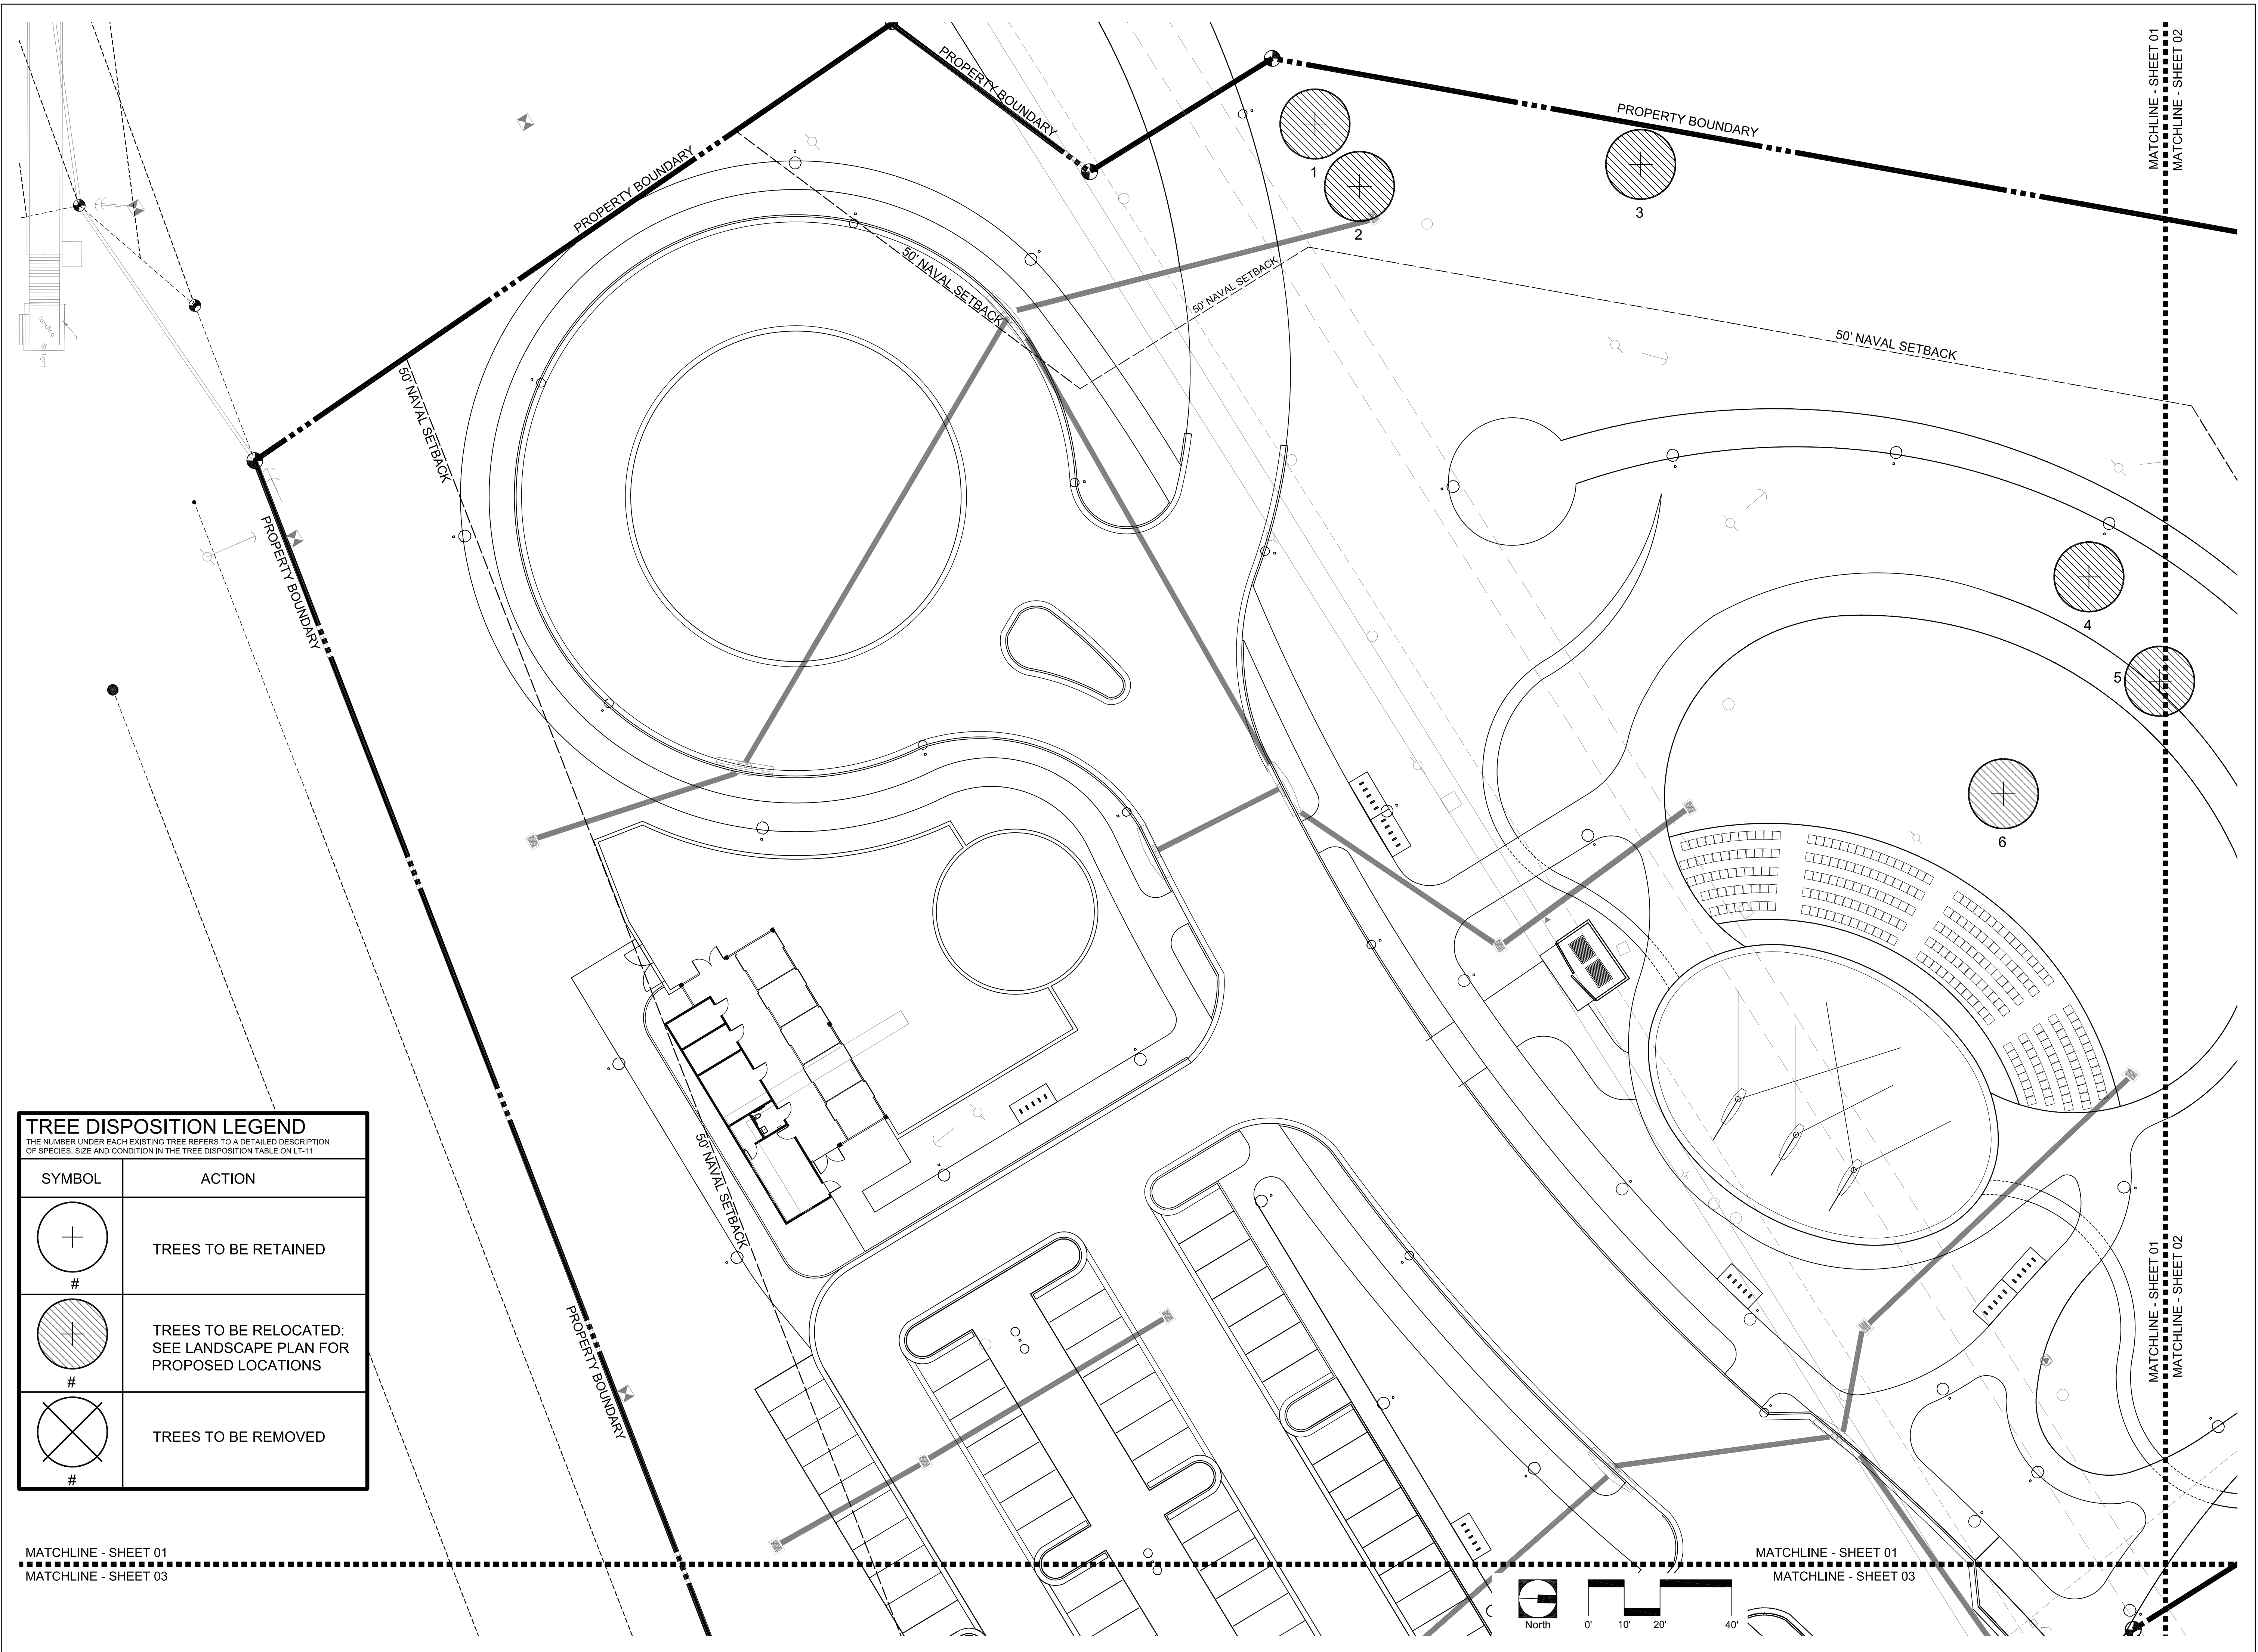 MATCHLINE - SHEET 01
MATCHLINE - SHEET 02
PROPERTY BOUNDARY
PROPERTY BOUNDARY
PROPERTY BOUNDARY
1
2
3
50' NAVAL SETBACK
50' NAVAL SETBACK
50' NAVAL SETBACK
landing
light
50' NAVAL SETBACK
PROPERTY BOUNDARY
4
5
6
TREE DISPOSITION LEGEND
THE NUMBER UNDER EACH EXISTING TREE REFERS TO A DETAILED DESCRIPTION
OF SPECIES, SIZE AND CONDITION IN THE TREE DISPOSITION TABLE ON LT-11
SYMBOL
ACTION
#
TREES TO BE RETAINED
#
TREES TO BE RELOCATED:
SEE LANDSCAPE PLAN FOR
PROPOSED LOCATIONS
#
TREES TO BE REMOVED
50' NAVAL SETBACK
PROPERTY BOUNDARY
MATCHLINE - SHEET 01
MATCHLINE - SHEET 02
MATCHLINE - SHEET 01
MATCHLINE - SHEET 03
MATCHLINE - SHEET 01
MATCHLINE - SHEET 03
North
0'
10'
20'
40'